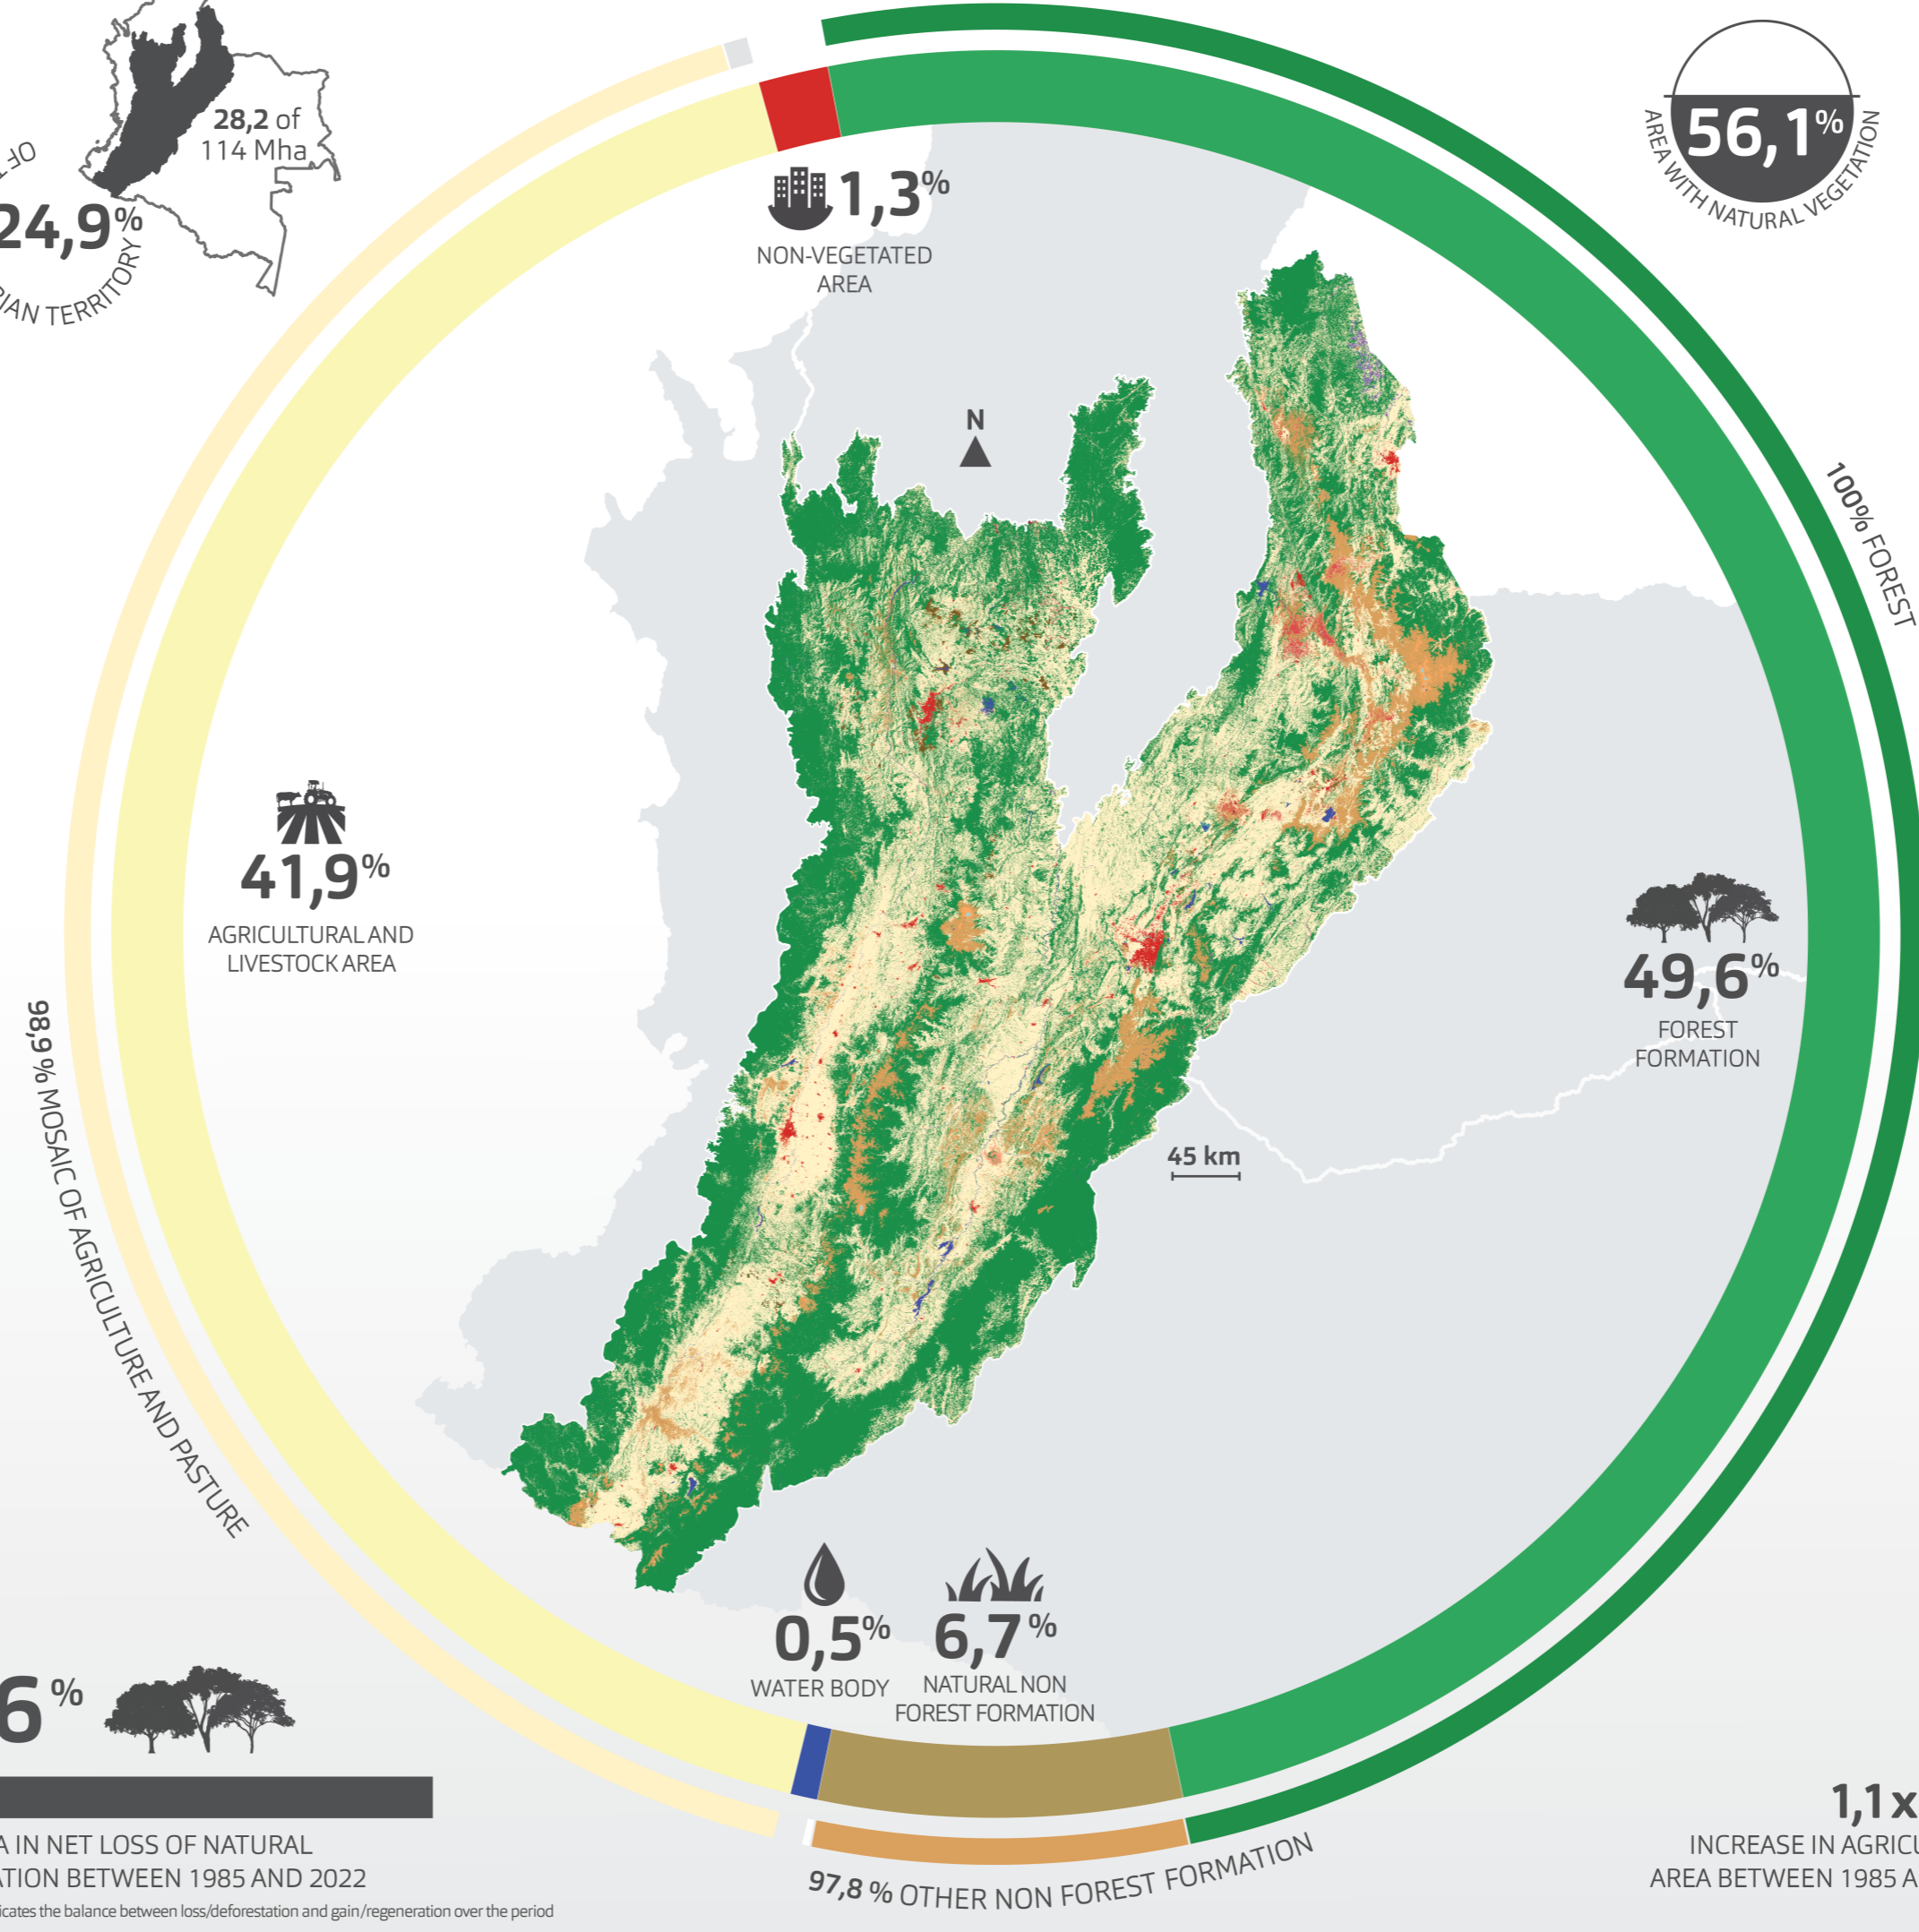 28,2 of
114 Mha
OF
24,9%
IAN TERRITORY
56,1%
AREA WITH NATURAL VEGETATION
1,3%
NON-VEGETATED
AREA
N
100% FOREST
41,9%
AGRICULTURAL AND
LIVESTOCK AREA
49,6%
FOREST
FORMATION
98,9 % MOSAIC OF AGRICULTURE AND PASTURE
45 km
0,5%
WATER BODY
6,7%
NATURAL NON
FOREST FORMATION
97,8 % OTHER NON FOREST FORMATION
6%
A IN NET LOSS OF NATURAL
ATION BETWEEN 1985 AND 2022
icates the balance between loss/deforestation and gain/regeneration over the period
1,1x
INCREASE IN AGRICU
AREA BETWEEN 1985 A